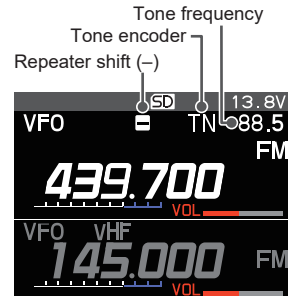 Tone frequency
Tone encoder
Repeater shift (–)
SD 13.8V
VFO TN 88.5
FM
439.700
VOL
VFO VHF
145.000 FM
VOL